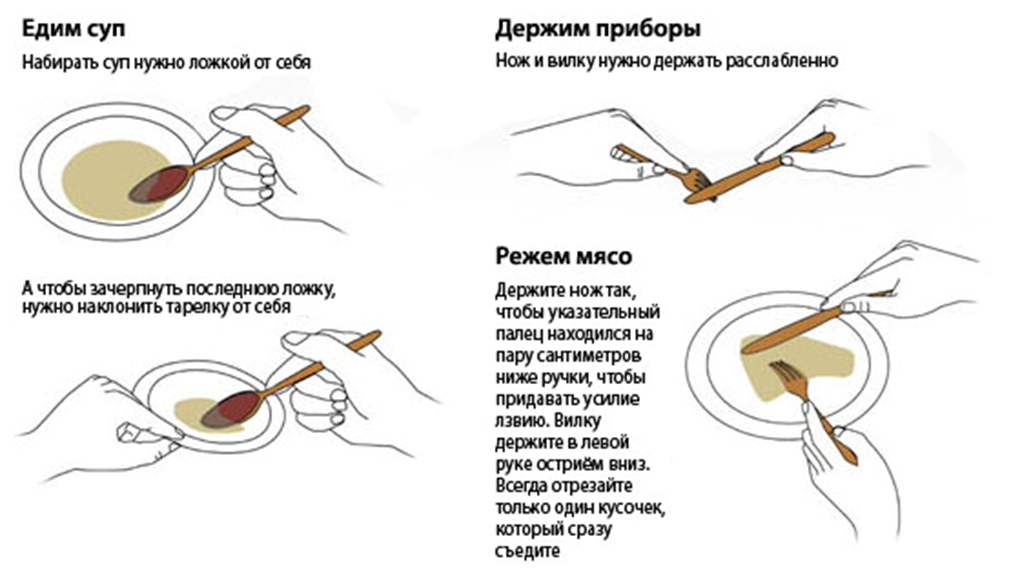 Едим суп
Набирать суп нужно ложкой от себя
А чтобы зачерпнуть последнюю ложку,
нужно наклонить тарелку от себя
Держим приборы
Нож и вилку нужно держать расслабленно
Режем мясо
Держите нож так,
чтобы указательный
палец находился на
пару сантиметров
ниже ручки, чтобы
придавать усилие
лзвию. Вилку
держите в левой
руке остриём вниз.
Всегда отрезайте
только один кусочек,
который сразу
съедите